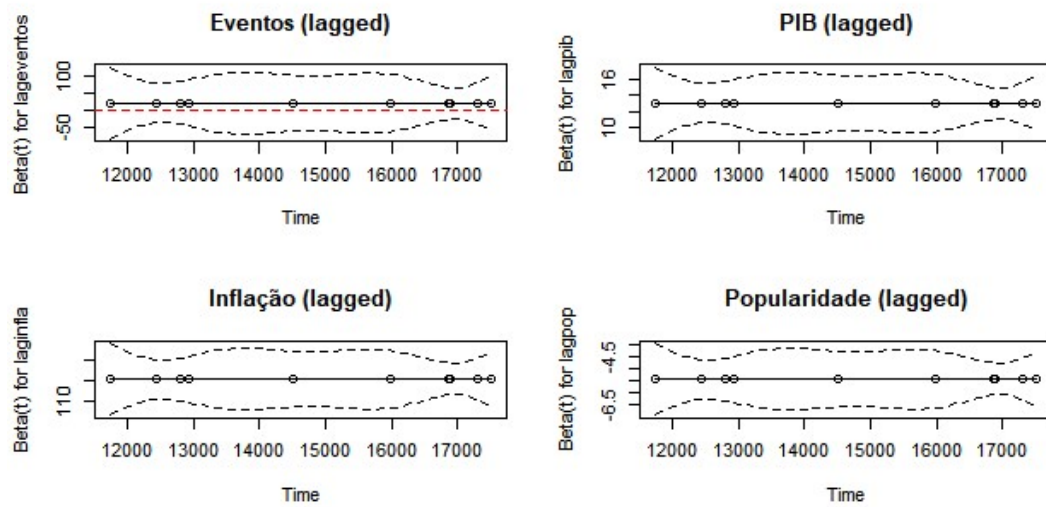 Eventos (lagged)
Beta(t) for lageventos
-50 100
12000 13000 14000 15000 16000 17000
Time
PIB (lagged)
Beta(t) for lagpib
10 16
12000 13000 14000 15000 16000 17000
Time
Inflação (lagged)
Beta(t) for laginfla
110
12000 13000 14000 15000 16000 17000
Time
Popularidade (lagged)
Beta(t) for lagpop
-6.5 -4.5
12000 13000 14000 15000 16000 17000
Time